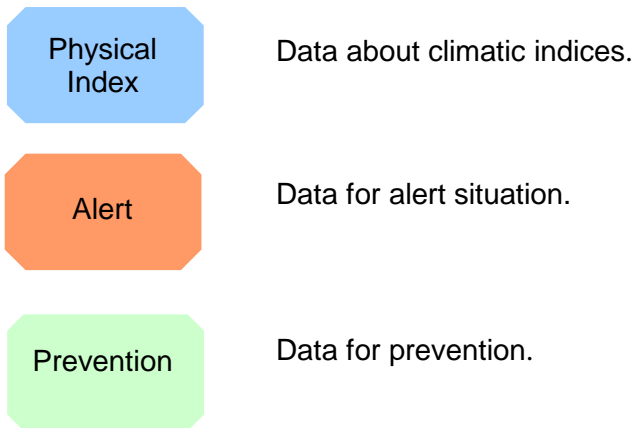 Physical
Index
Data about climatic indices.
Alert
Data for alert situation.
Prevention
Data for prevention.